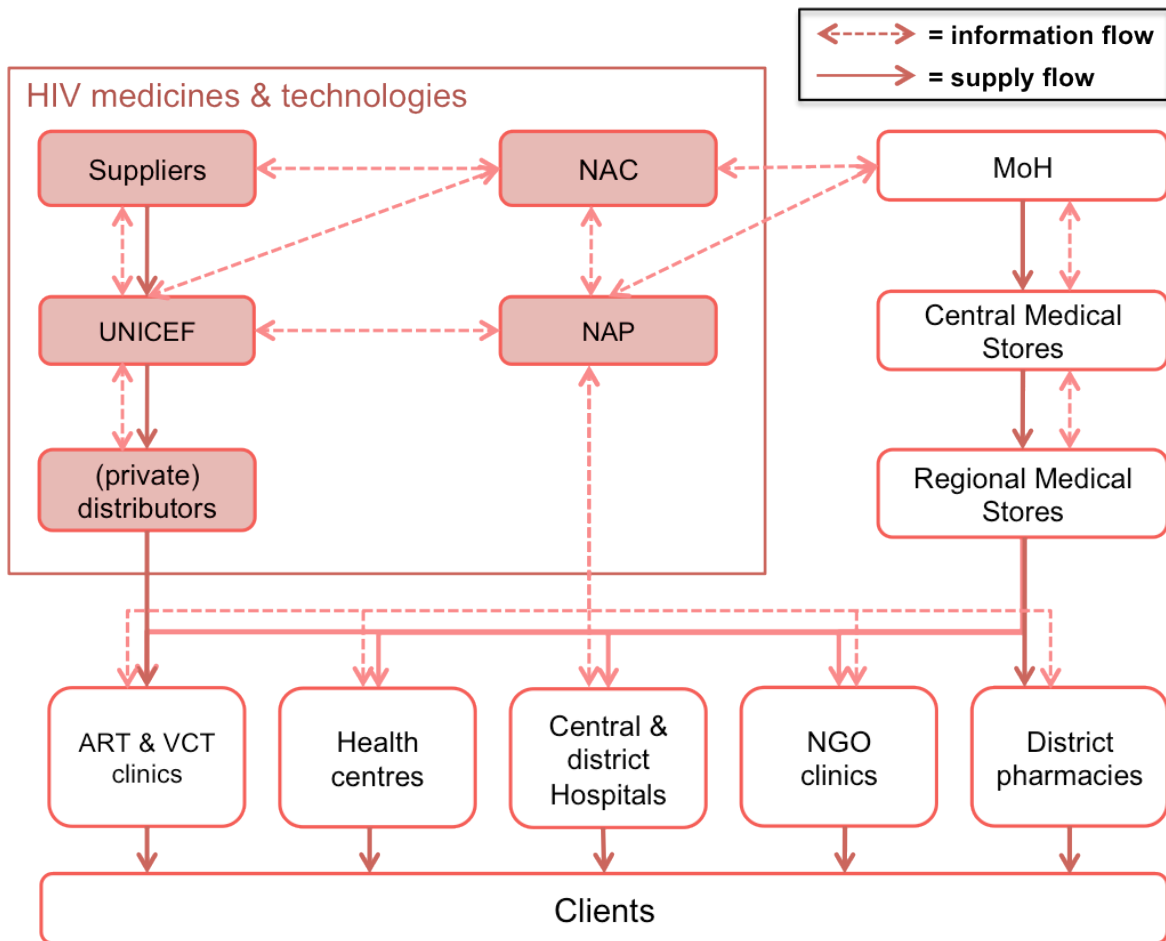 = information flow
= supply flow
HIV medicines & technologies
Suppliers
NAC
MoH
UNICEF
NAP
Central Medical
Stores
(private)
distributors
Regional Medical
Stores
ART & VCT
clinics
Health
centres
Central &
district
Hospitals
NGO
clinics
District
pharmacies
Clients